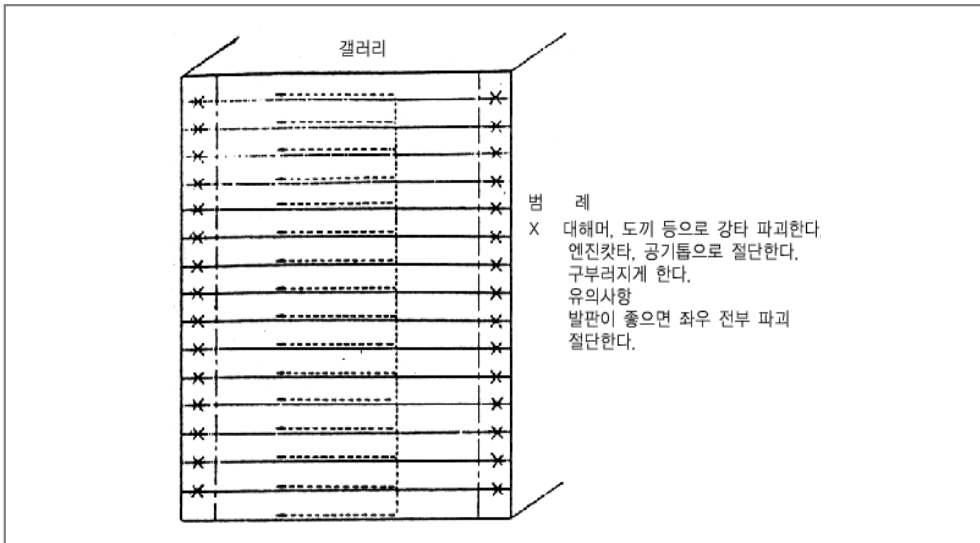 갤러리
범 례
X 대해머, 도끼 등으로 강타 파괴한다.
엔진캇타, 공기톱으로 절단한다.
구부러지게 한다.
유의사항
발판이 좋으면 좌우 전부 파괴
절단한다.